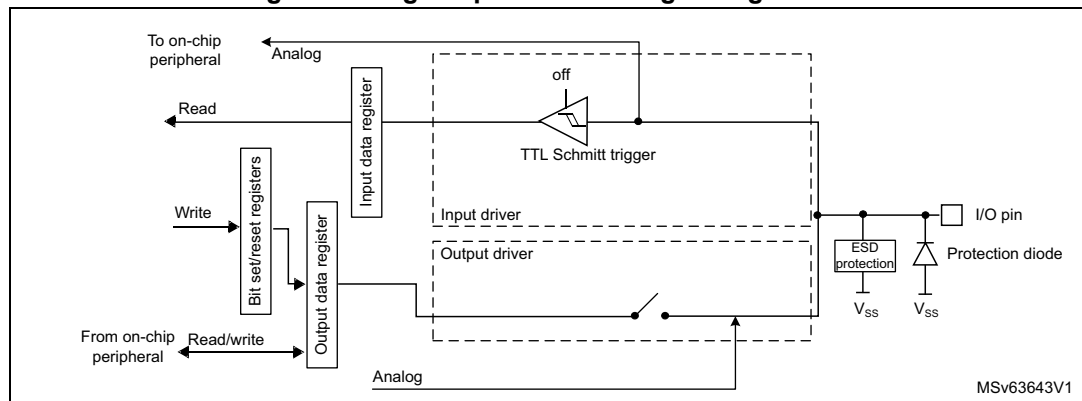 To on-chip
peripheral
Analog
off
Read
Input data register
TTL Schmitt trigger
Bit set/reset registers
Write
Output data register
Input driver
I/O pin
Output driver
ESD
protection
Protection diode
VSS
VSS
From on-chip
peripheral
Read/write
Analog
MSv63643V1